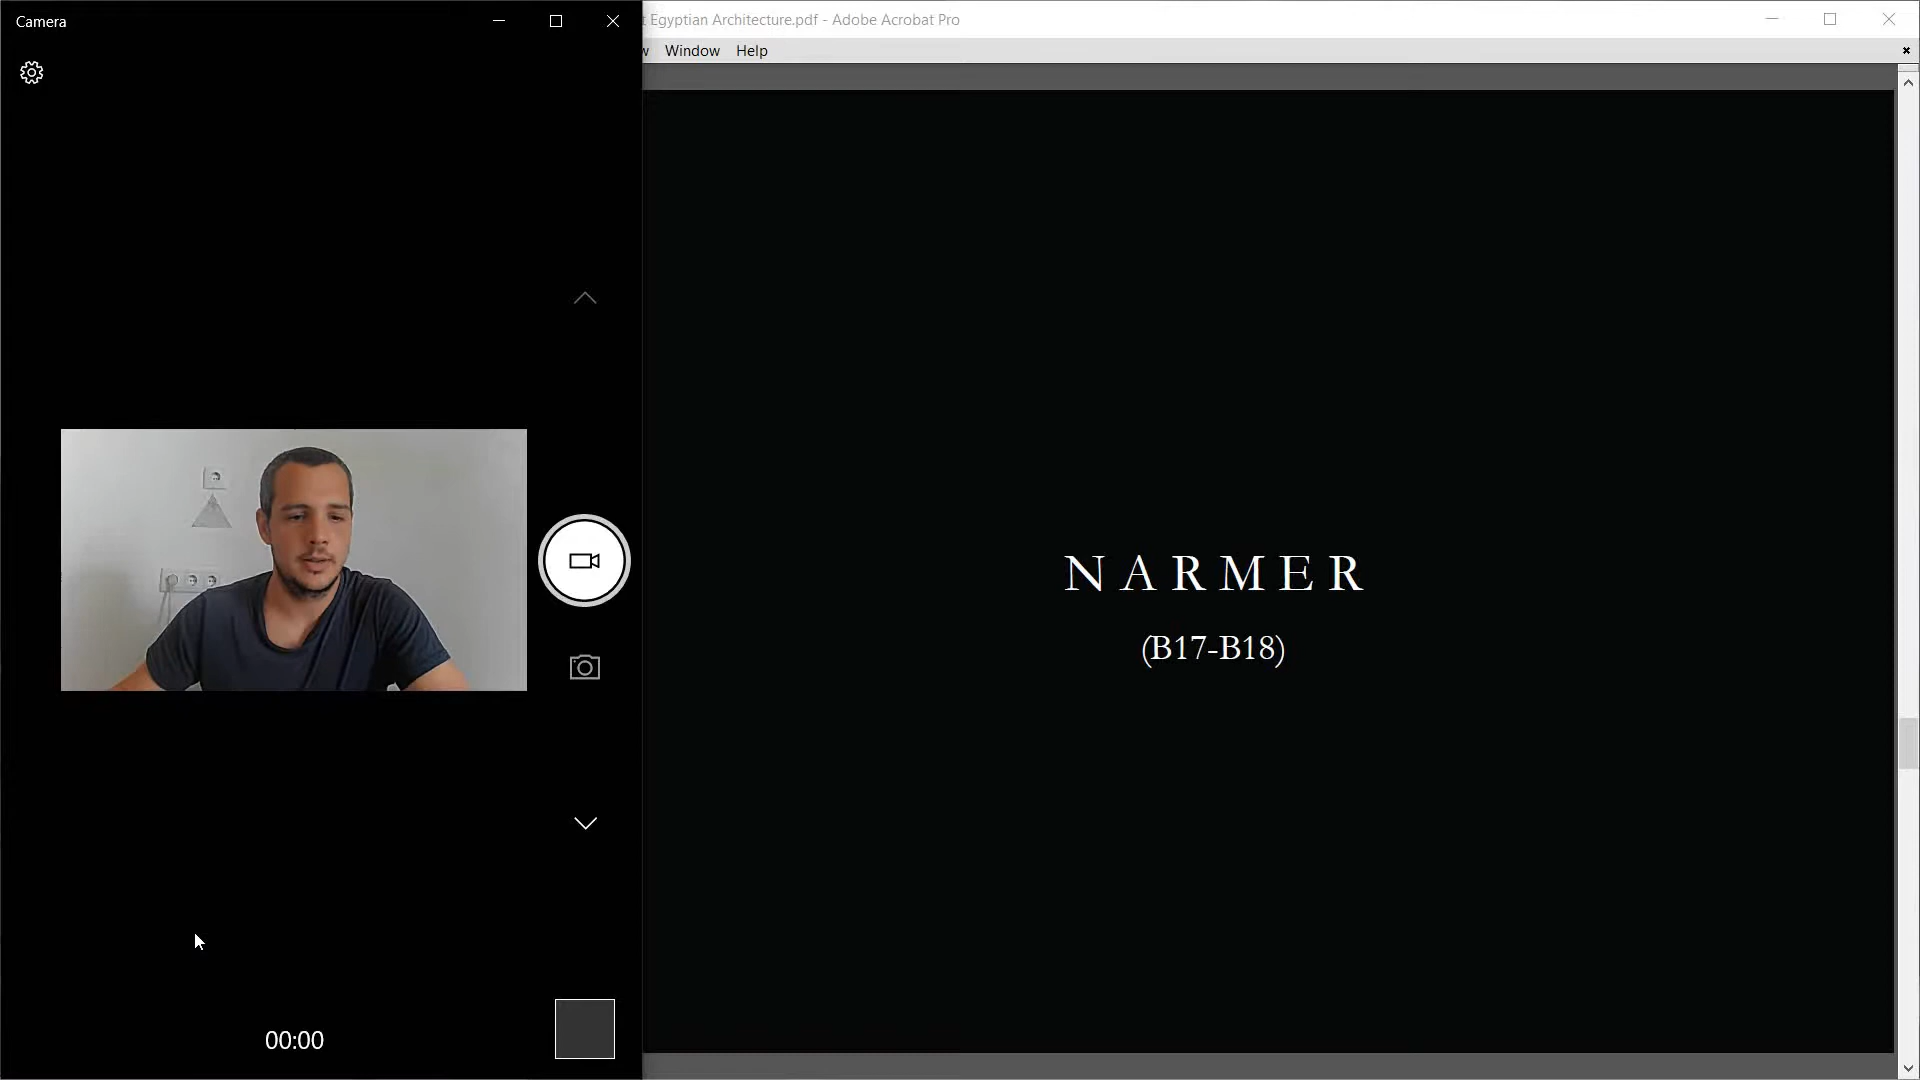 Camera
t Egyptian Architecture.pdf - Adobe Acrobat Pro
w Window Help
NARMER
(B17-B18)
00:00